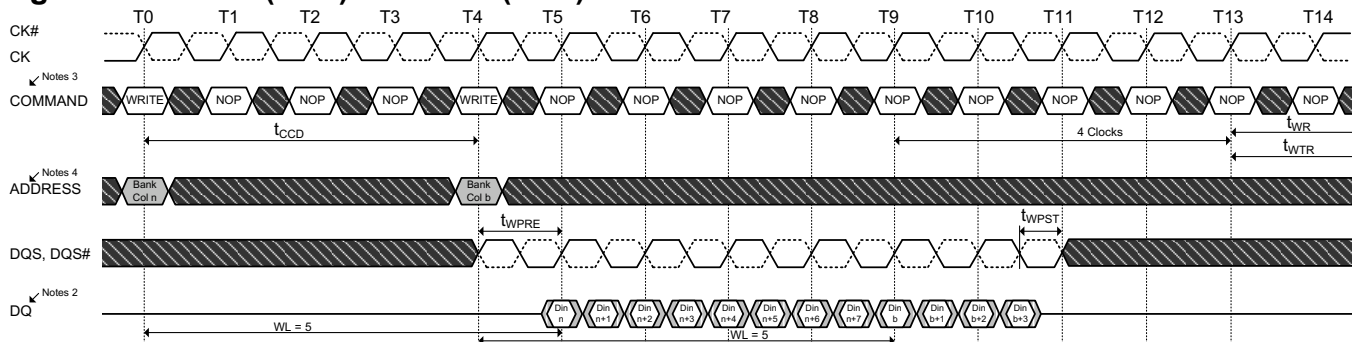 T0 T1 T2 T3 T4 T5 T6 T7 T8 T9 T10 T11 T12 T13 T14
CK#
CK
Notes 3
COMMAND WRITE NOP NOP NOP WRITE NOP NOP NOP NOP NOP NOP NOP NOP NOP NOP
tCCD 4 Clocks tWR
tWTR
Notes 4
ADDRESS
Bank Col n
Bank Col b
tWPRE tWPST
DQS, DQS#
Notes 2
DQ
Din n
Din n+1
Din n+2
Din n+3
Din n+4
Din n+5
Din n+6
Din n+7
Din b
Din b+1
Din b+2
Din b+3
WL = 5 WL = 5